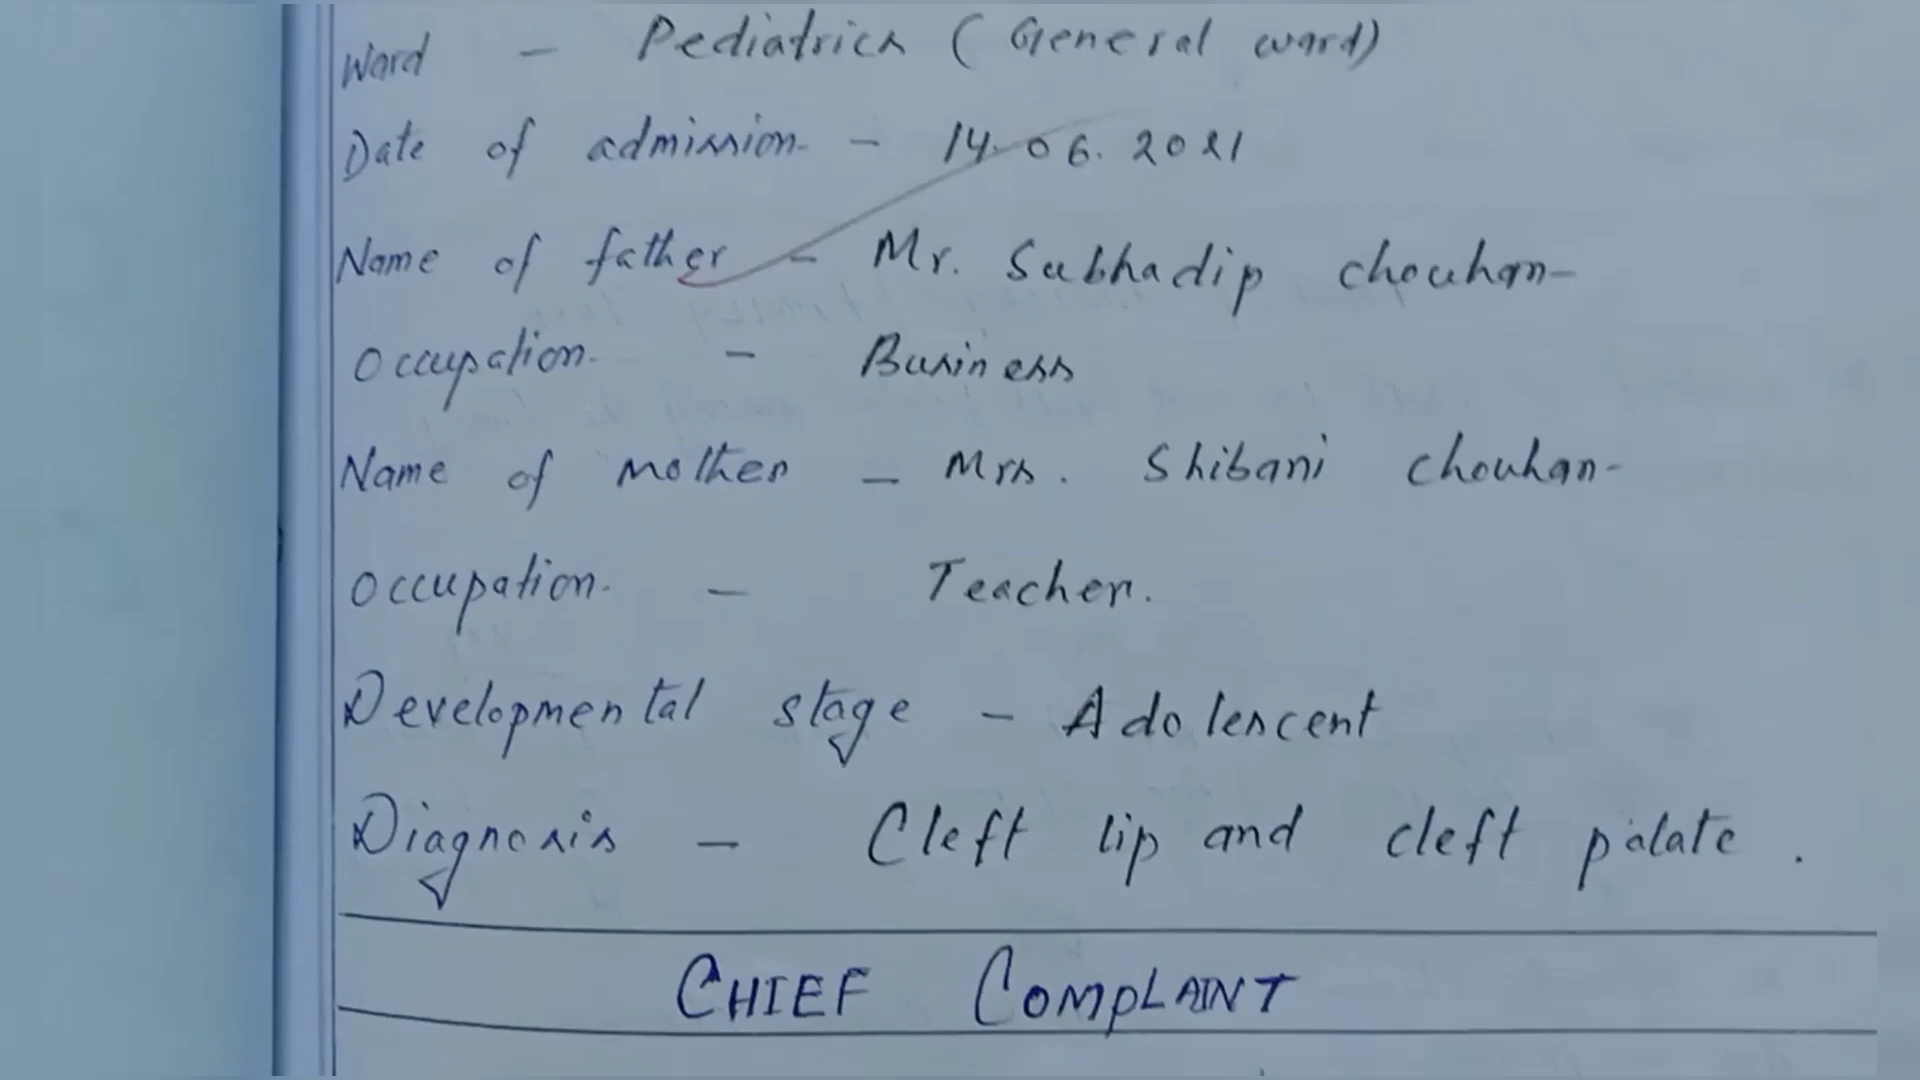 Ward - Pediatrics (General ward)
Date of admission - 14.06.2021
Name of father - Mr. Subhadip chouhan
Occupation - Business
Name of mother - Mrs. Shibani chouhan
Occupation - Teacher.
Developmental stage - Adolescent
Diagnosis - Cleft lip and cleft palate.
CHIEF COMPLAINT